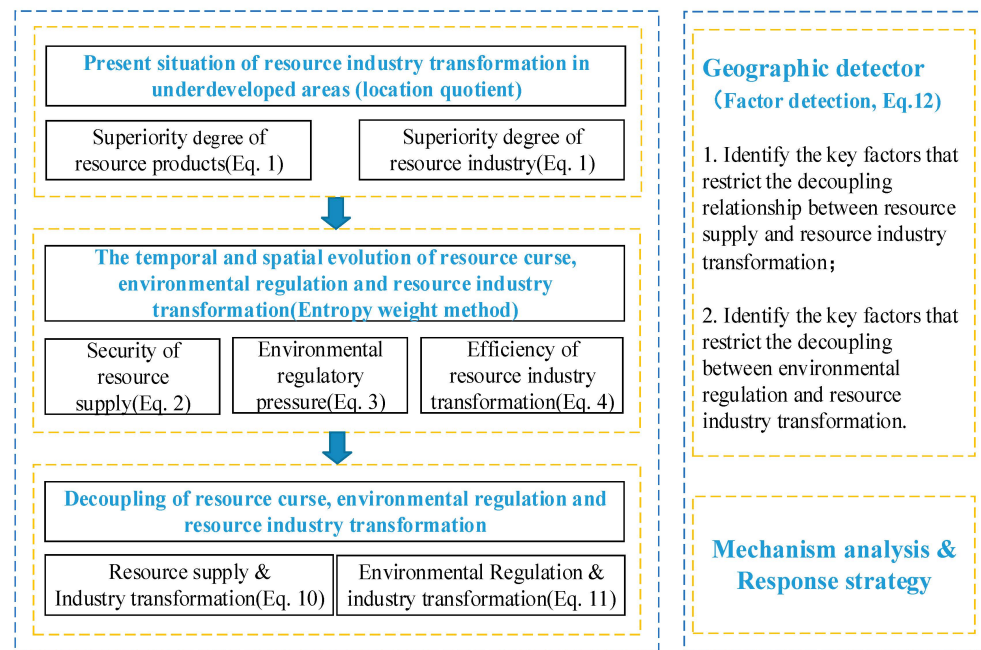 Present situation of resource industry transformation in
underdeveloped areas (location quotient)
Superiority degree of
resource products(Eq. 1)
Superiority degree of
resource industry(Eq. 1)
The temporal and spatial evolution of resource curse,
environmental regulation and resource industry
transformation(Entropy weight method)
Security of
resource
supply(Eq. 2)
Environmental
regulatory
pressure(Eq. 3)
Efficiency of
resource industry
transformation(Eq. 4)
Decoupling of resource curse, environmental regulation and
resource industry transformation
Resource supply &
Industry transformation(Eq. 10)
Environmental Regulation &
industry transformation(Eq. 11)
Geographic detector
（Factor detection, Eq.12)
1. Identify the key factors that
restrict the decoupling
relationship between resource
supply and resource industry
transformation；
2. Identify the key factors that
restrict the decoupling
between environmental
regulation and resource
industry transformation.
Mechanism analysis &
Response strategy